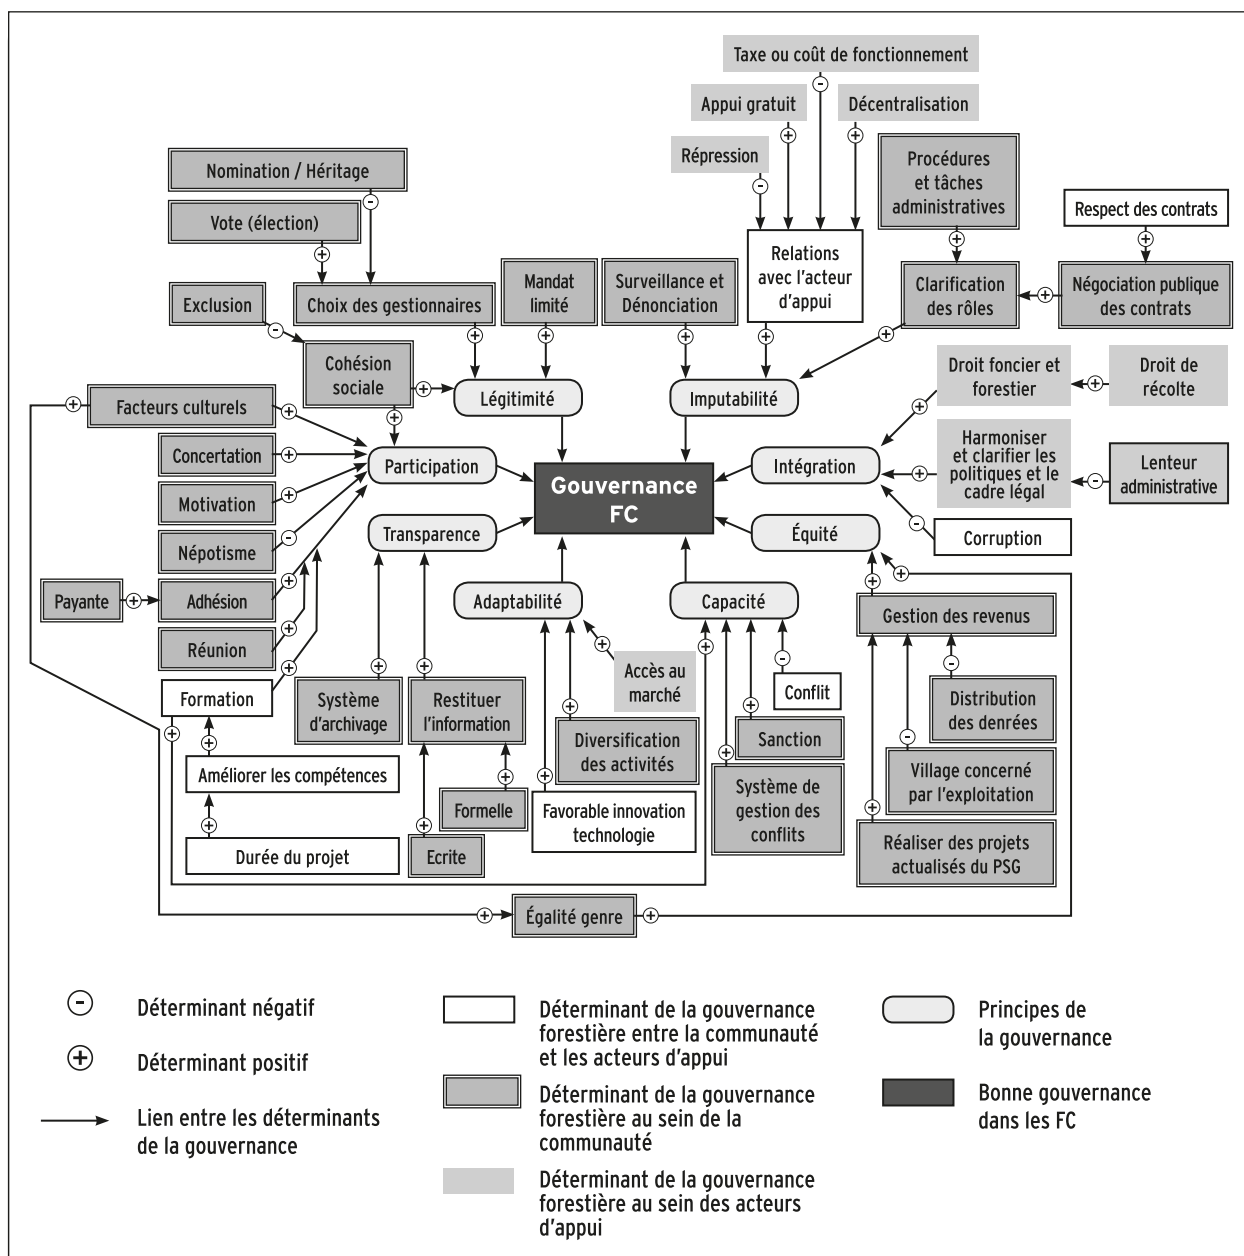 Taxe ou coût de fonctionnement
-
Appui gratuit
Décentralisation
+
+
Répression
-
Procédures
et tâches
administratives
+
Nomination / Héritage
-
Vote (élection)
+
Respect des contrats
+
Relations
avec l'acteur
d'appui
+
Exclusion
-
Choix des gestionnaires
+
Mandat
limité
+
Surveillance et
Dénonciation
+
Clarification
des rôles
+
+
Négociation publique
des contrats
Cohésion
sociale
+
+
Légitimité
Imputabilité
Droit foncier et
forestier
+
+
Droit de
récolte
+
Facteurs culturels
+
Participation
Concertation
+
Motivation
+
Népotisme
-
Gouvernance
FC
Intégration
Harmoniser
et clarifier les
politiques et le
cadre légal
+
-
Lenteur
administrative
-
Corruption
Transparence
Équité
+
+
Payante
+
Adhésion
+
Réunion
+
Adaptabilité
Capacité
Gestion des revenus
+
+
-
+
-
Formation
+
+
Système
d'archivage
+
Restituer
l'information
+
Accès au
marché
Conflit
Distribution
des denrées
+
Améliorer les compétences
+
Diversification
des activités
+
Sanction
+
Système de
gestion des
conflits
+
Village concerné
par l'exploitation
-
Durée du projet
Formelle
+
Ecrite
+
Favorable innovation
technologie
+
Réaliser des projets
actualisés du PSG
+
+
Égalité genre
+
-
Déterminant négatif
+
Déterminant positif
Lien entre les déterminants
de la gouvernance
Déterminant de la gouvernance
forestière entre la communauté
et les acteurs d'appui
Déterminant de la gouvernance
forestière au sein de la
communauté
Déterminant de la gouvernance
forestière au sein des acteurs
d'appui
Principes de
la gouvernance
Bonne gouvernance
dans les FC